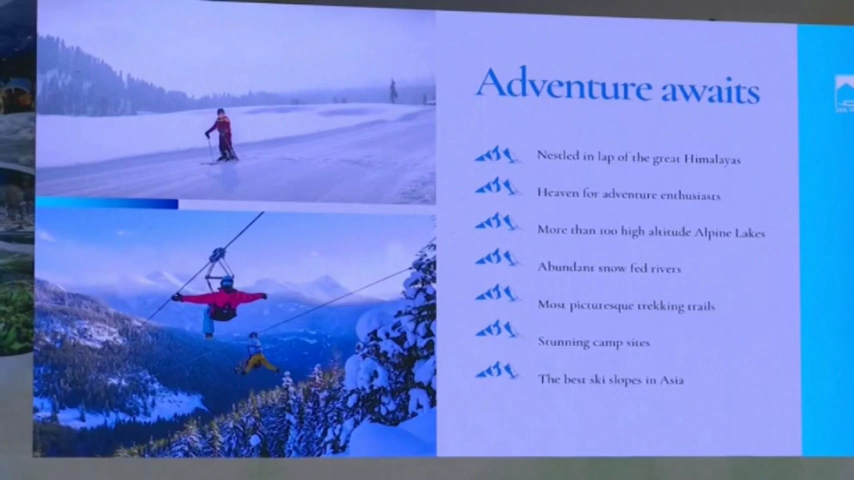 Adventure awaits
Nestled in lap of the great Himalayas
Heaven for adventure enthusiasts
More than 100 high altitude Alpine Lakes
Abundant snow fed rivers
Most picturesque trekking trails
Stunning camp sites
The best ski slopes in Asia